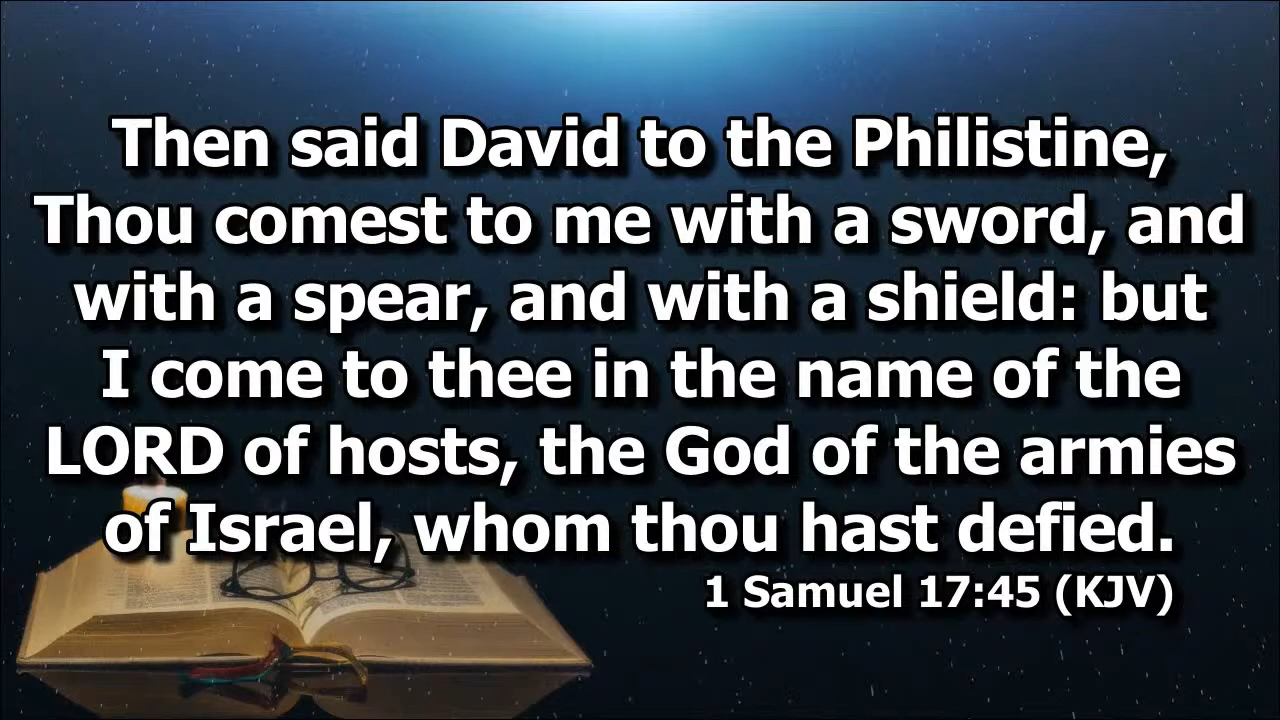 Then said David to the Philistine,
Thou comest to me with a sword, and
with a spear, and with a shield: but
I come to thee in the name of the
LORD of hosts, the God of the armies
of Israel, whom thou hast defied.
1 Samuel 17:45 (KJV)